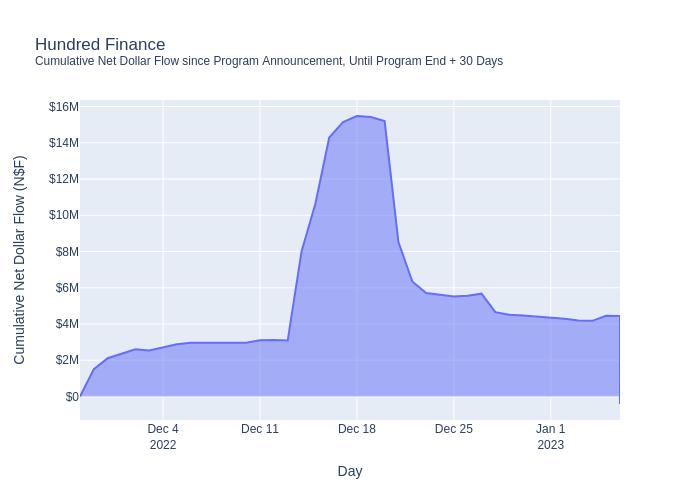 Hundred Finance
Cumulative Net Dollar Flow since Program Announcement, Until Program End + 30 Days
Cumulative Net Dollar Flow (N$F)
$16M
$14M
$12M
$10M
$8M
$6M
$4M
$2M
$0
Dec 4
2022
Dec 11
Dec 18
Dec 25
Jan 1
2023
Day